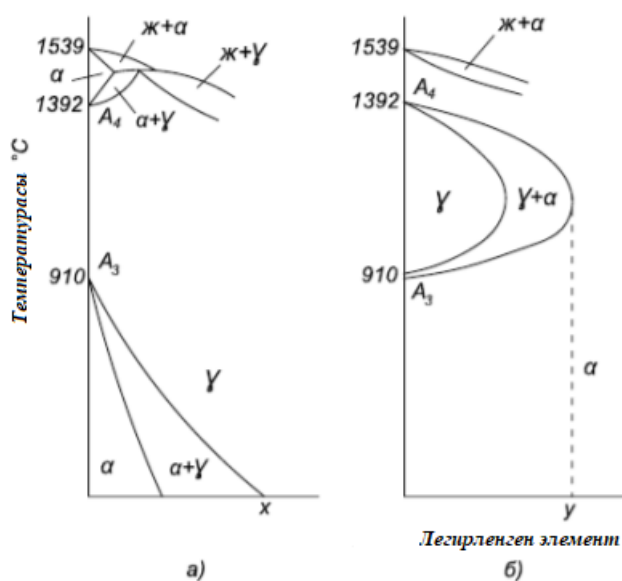 1539
ж+α
ж+γ
α
1392
A₄
α+γ
°C
Температурасы
910
A₃
γ
α
α+γ
x
а)
1539
ж+α
1392
A₄
γ
γ+α
910
A₃
α
y
Легирленген элемент
б)